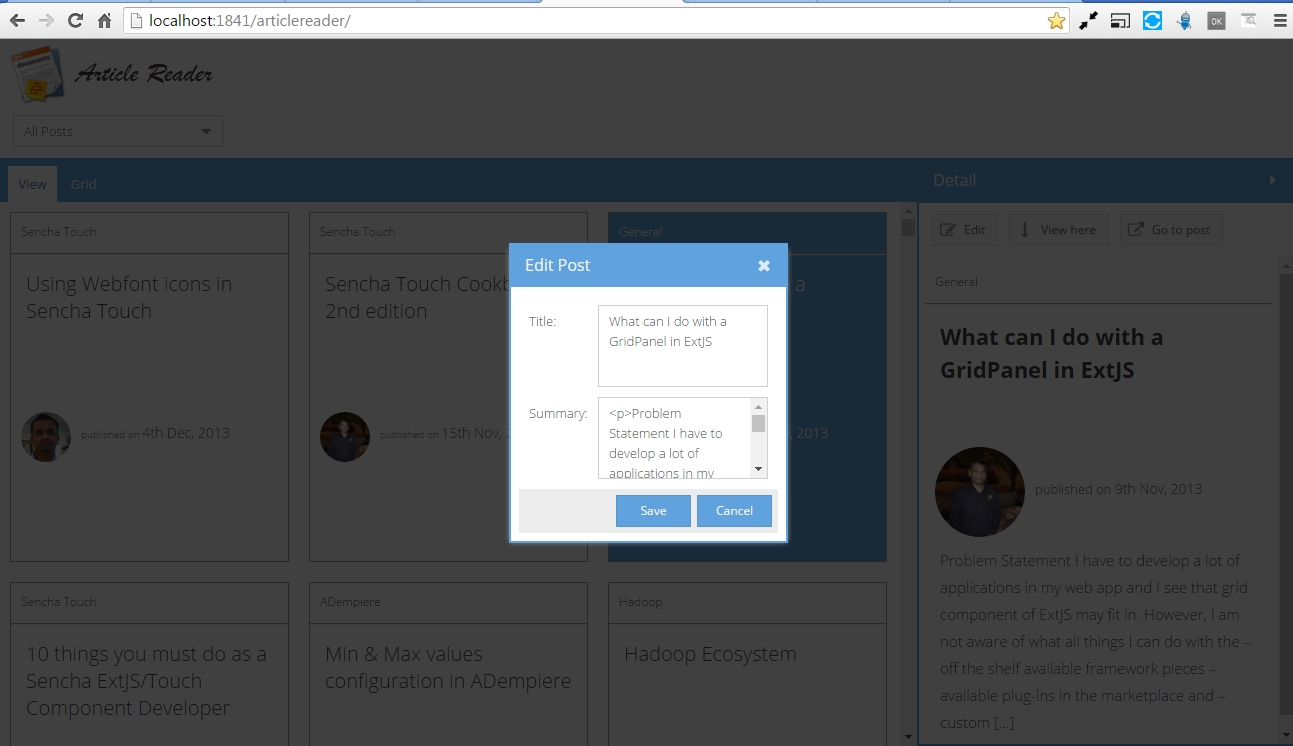 localhost:1841/articlereader/
OK
documents
Article Reader
All Posts
View
Grid
Detail
Edit
View here
Go to post
Sencha Touch
Using Webfont icons in
Sencha Touch
published on 4th Dec, 2013
Sencha Touch
Sencha Touch Cookb
2nd edition
published on 15th Nov, 2
General
a
, 2013
Edit Post
Title:
What can I do with a
GridPanel in ExtJS
Summary:
<p>Problem
Statement I have to
develop a lot of
applications in my
Save
Cancel
General
What can I do with a
GridPanel in ExtJS
published on 9th Nov, 2013
Problem Statement I have to develop a lot of
applications in my web app and I see that grid
component of ExtJS may fit in. However, I am
not aware of what all things I can do with the –
off the shelf available framework pieces –
available plug-ins in the marketplace and –
custom [...]
Sencha Touch
10 things you must do as a
Sencha ExtJS/Touch
Component Developer
ADempiere
Min & Max values
configuration in ADempiere
Hadoop
Hadoop Ecosystem